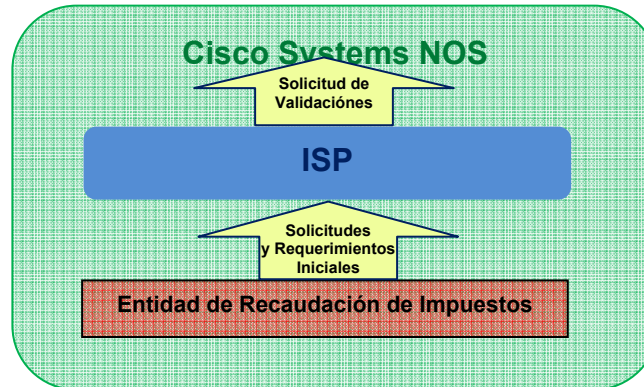 Cisco Systems NOS
Solicitud de
Validaciónes
ISP
Solicitudes
y Requerimientos
Iniciales
Entidad de Recaudación de Impuestos